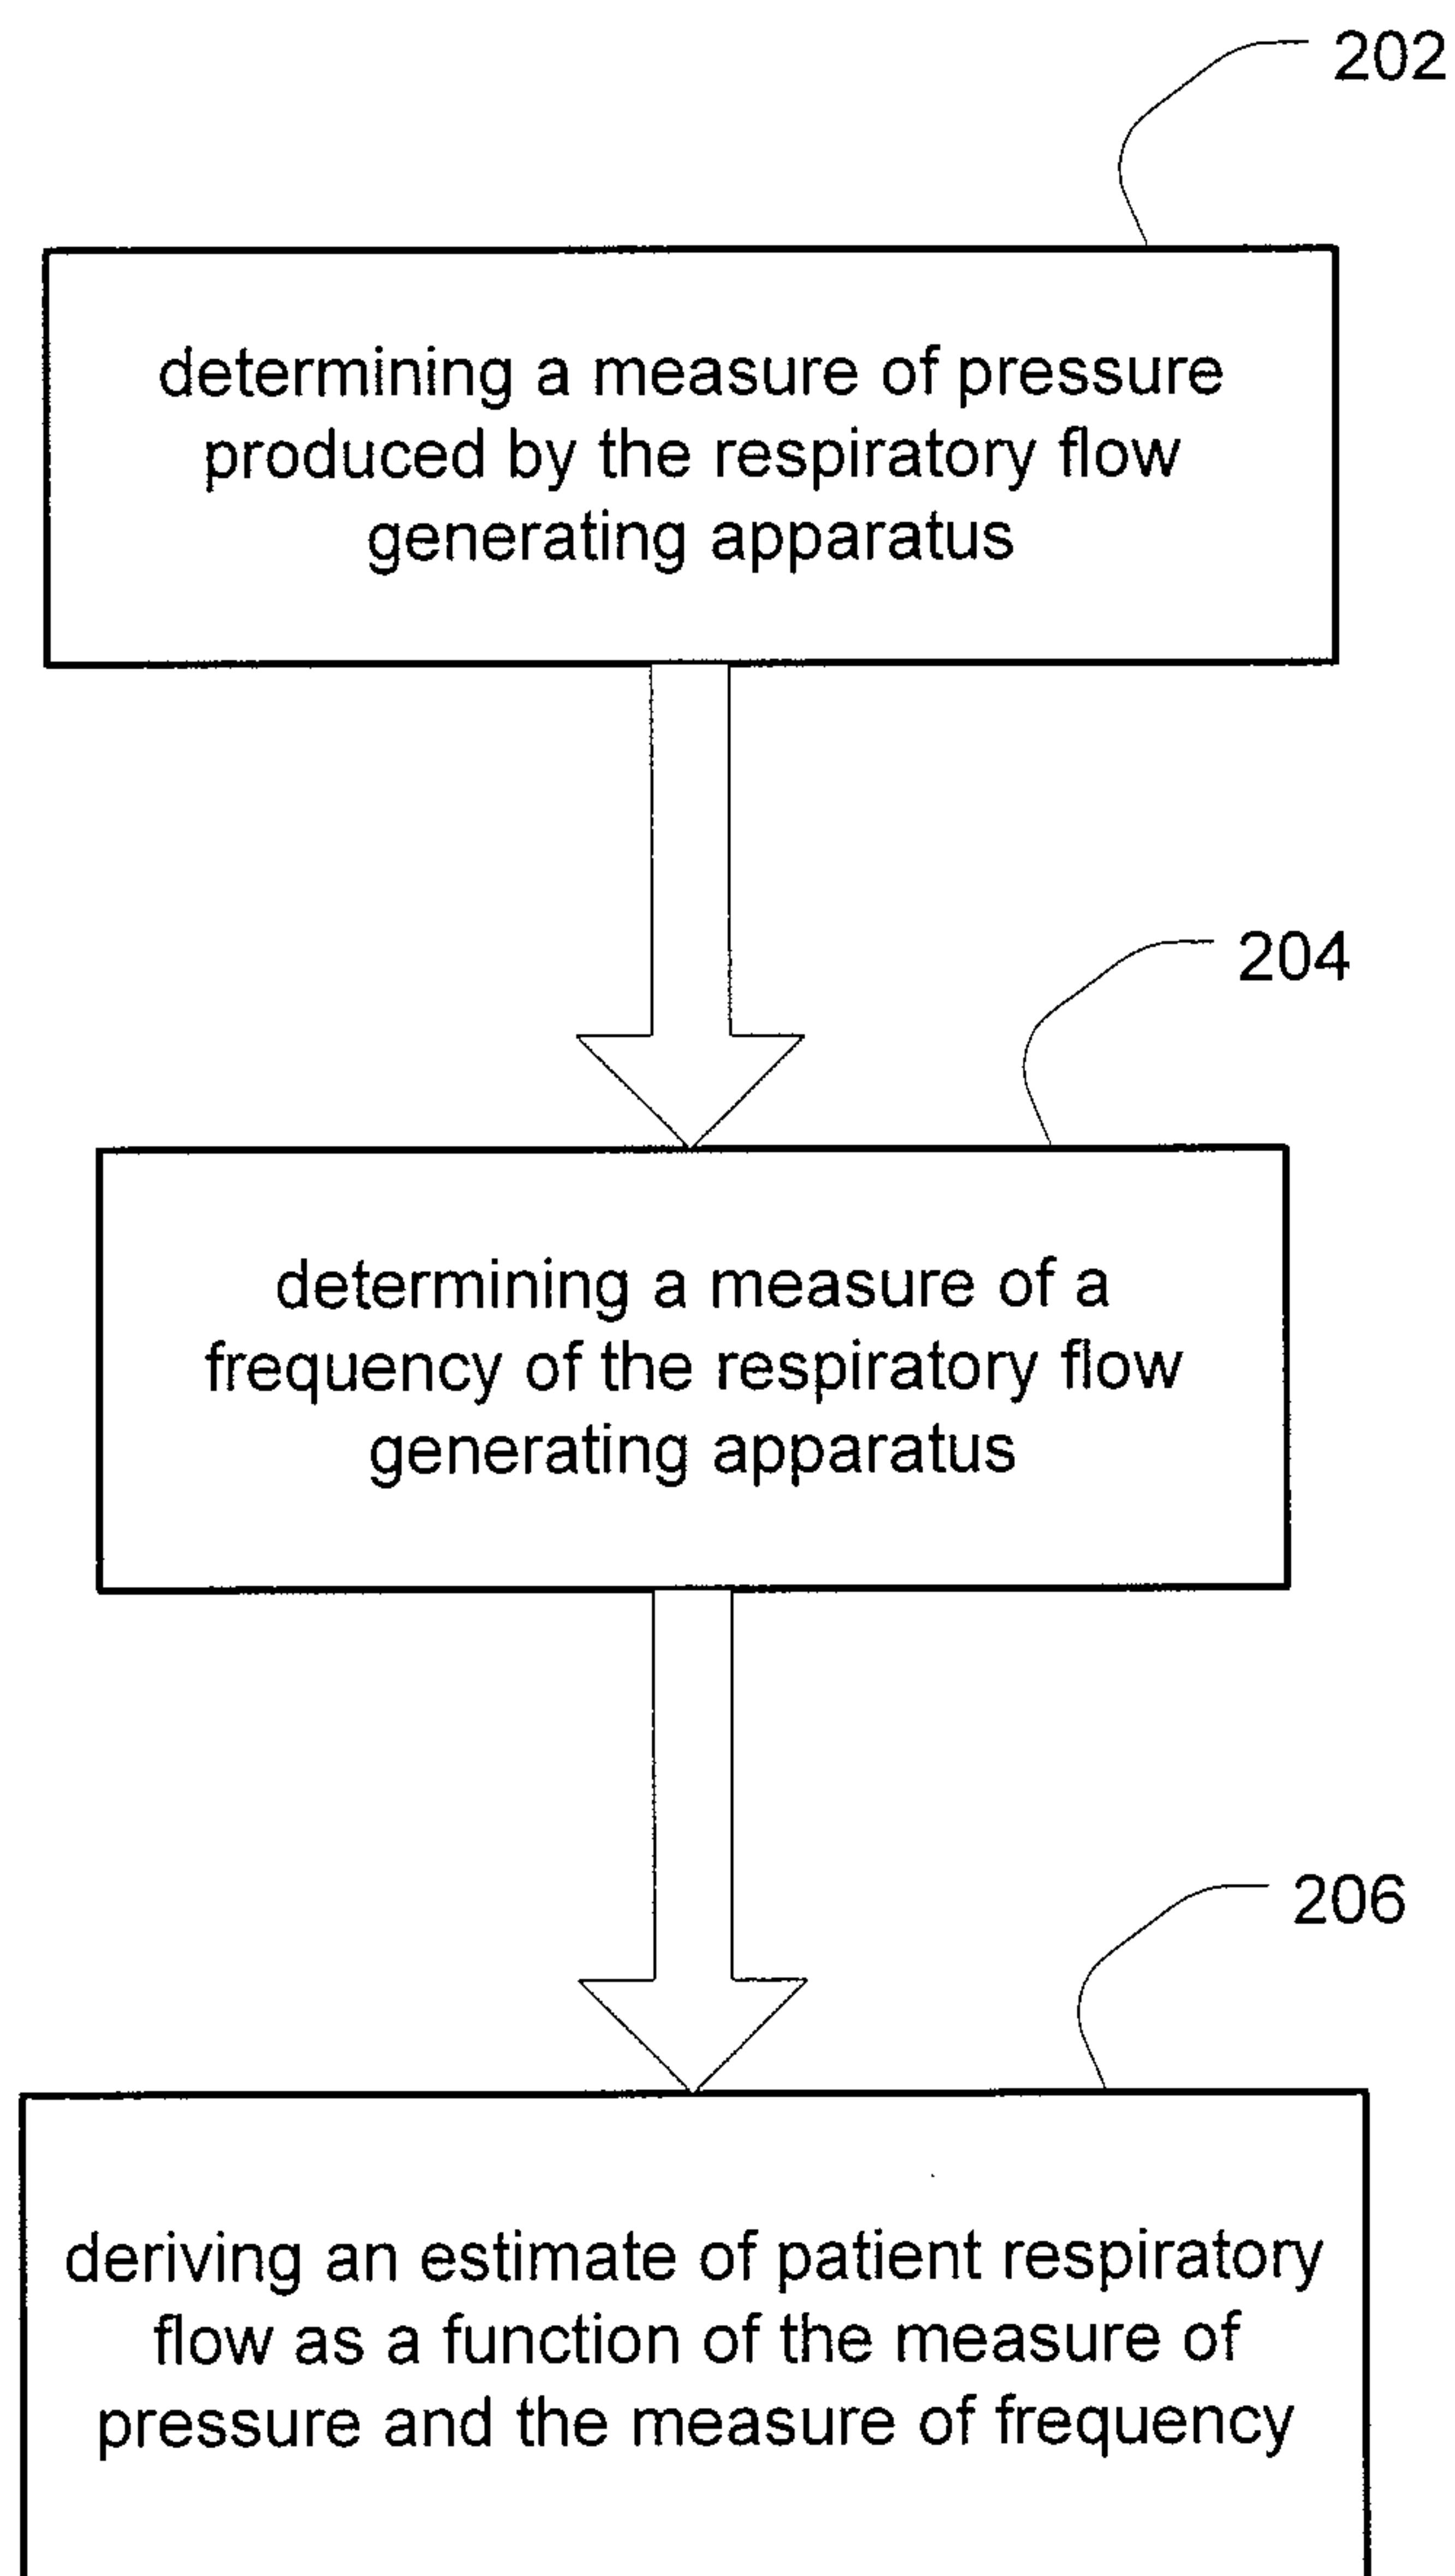 202
determining a measure of pressure
produced by the respiratory flow
generating apparatus
204
determining a measure of a
frequency of the respiratory flow
generating apparatus
206
deriving an estimate of patient respiratory
flow as a function of the measure of
pressure and the measure of frequency